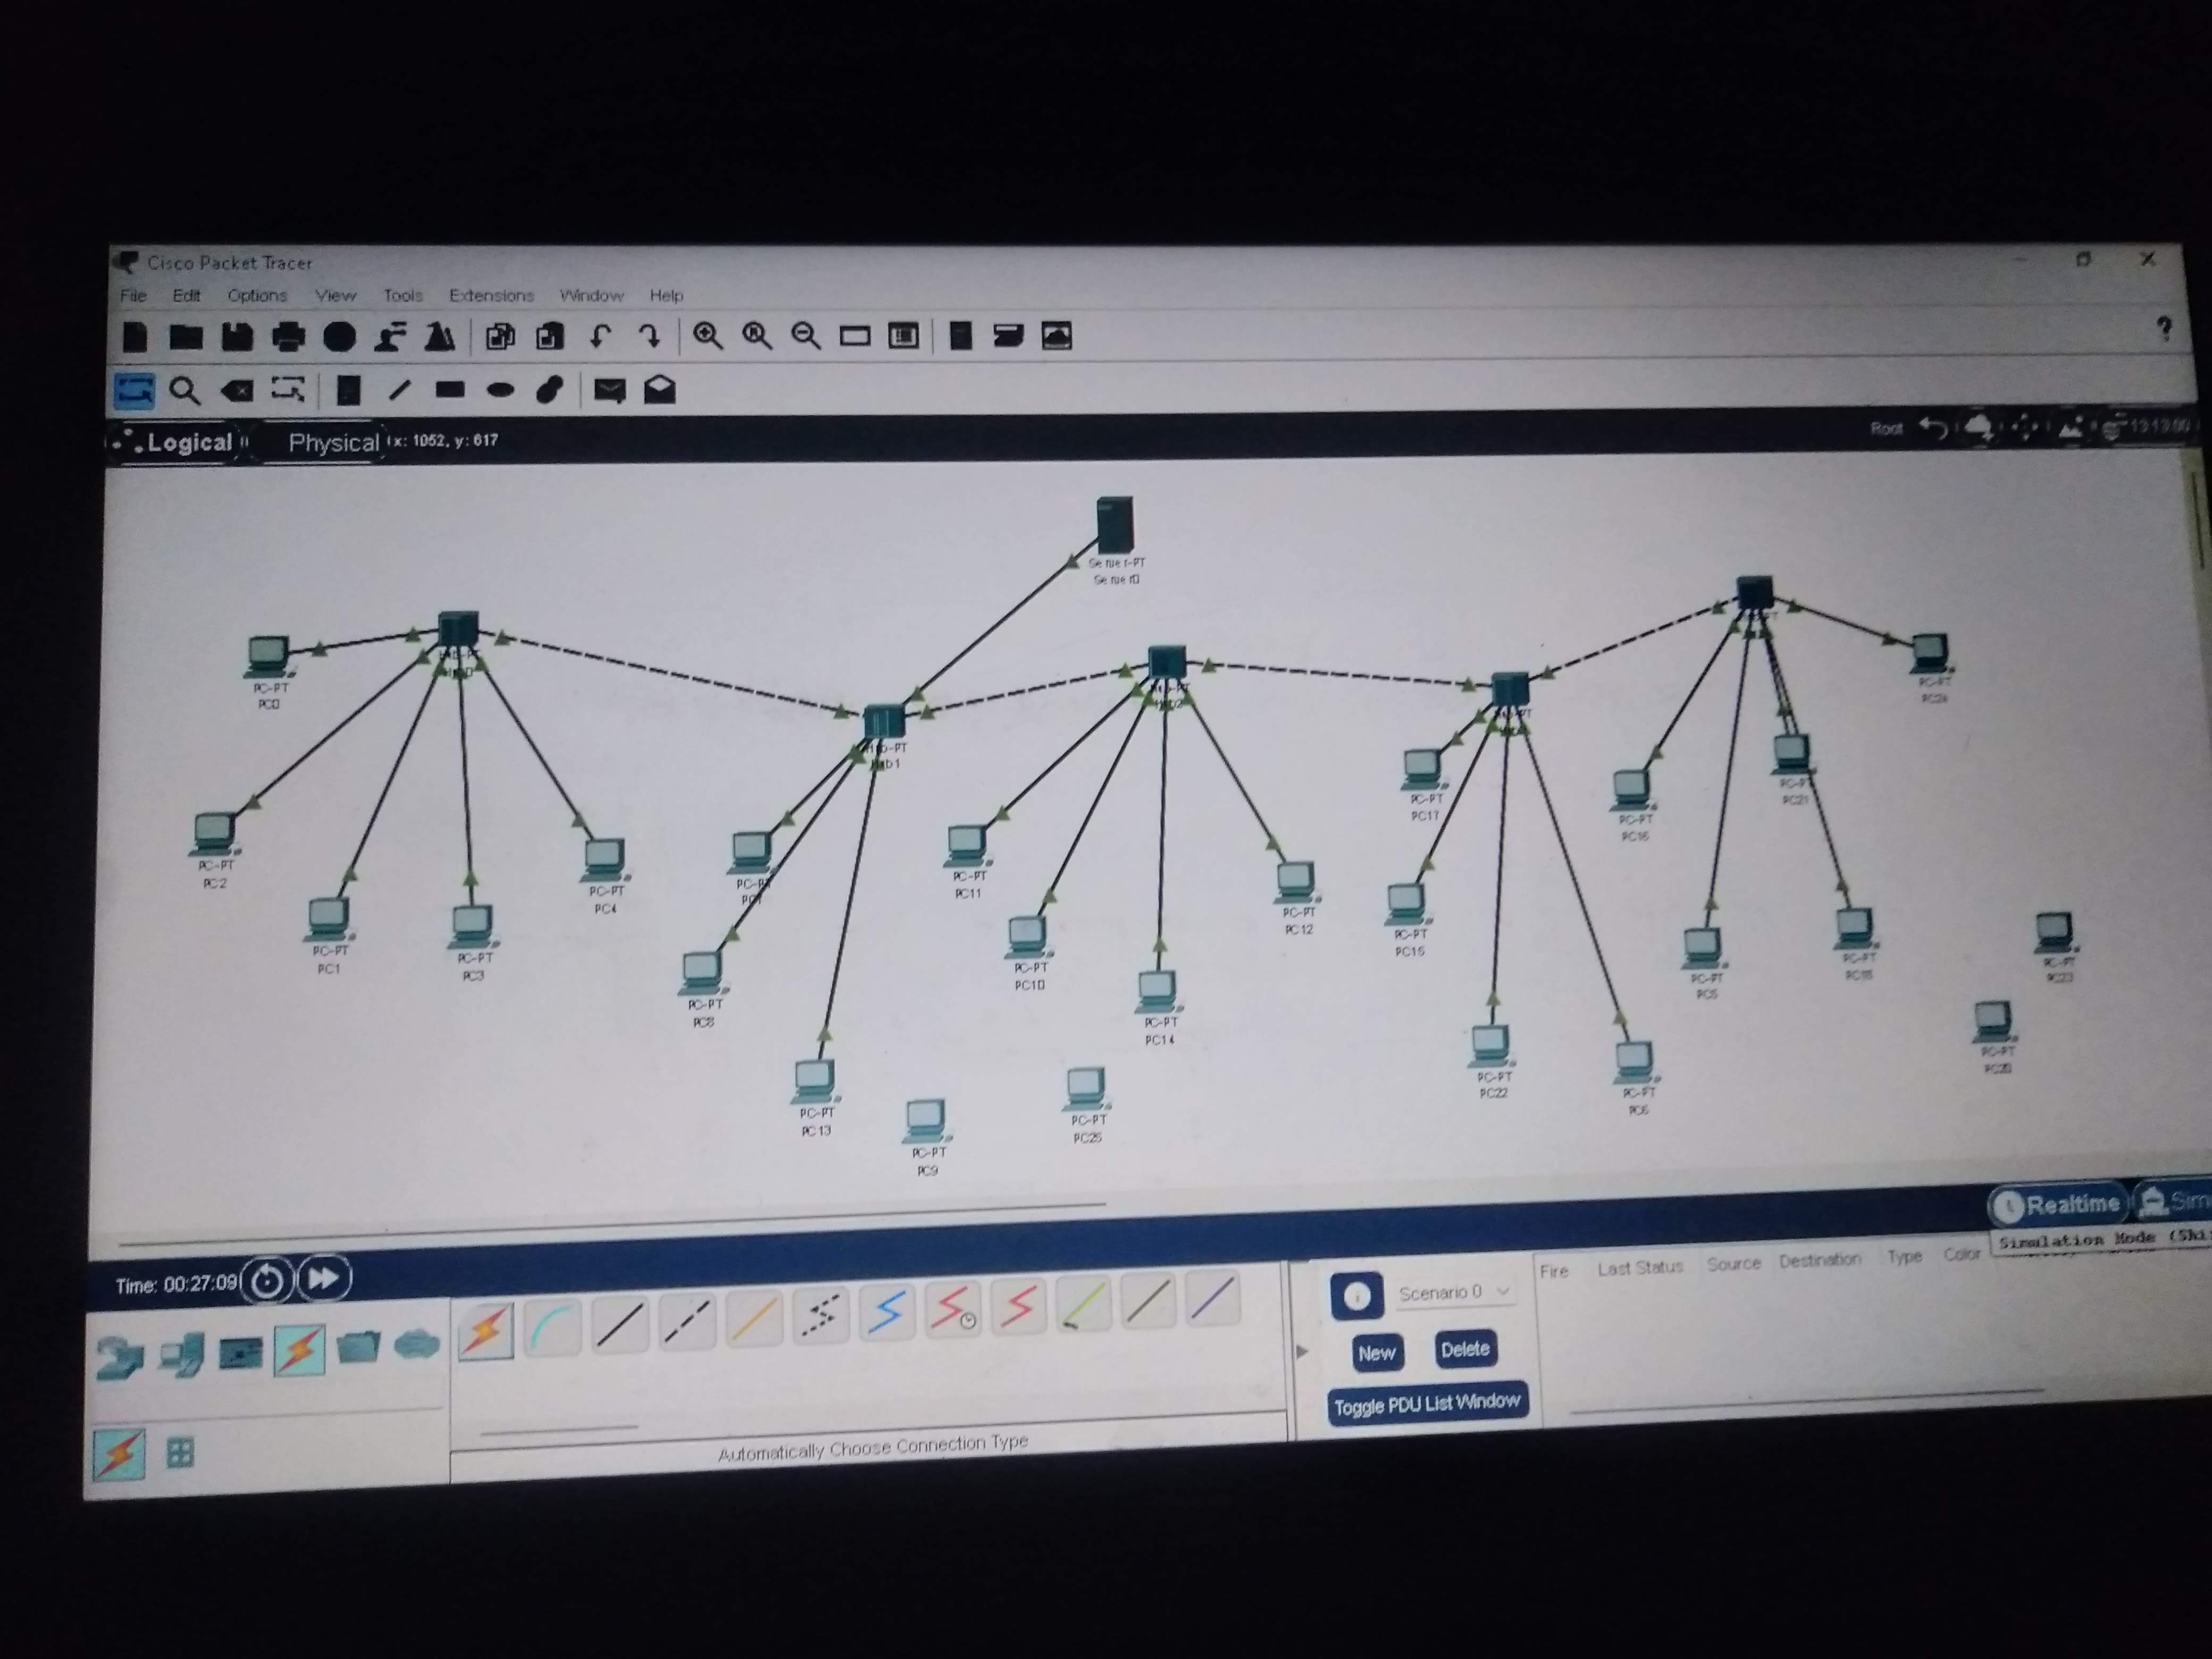 Cisco Packet Tracer
File Edit Options View Tools Extensions Window Help
?
Logical Physical x: 1052, y: 617
Root 13:13:00
Server-PT
Server0
PC-PT
PC0
Hub-PT
Hub0
PC-PT
PC2
PC-PT
PC1
PC-PT
PC3
PC-PT
PC4
Hub-PT
Hub1
PC-PT
PC7
PC-PT
PC8
PC-PT
PC13
PC-PT
PC9
Hub-PT
Hub2
PC-PT
PC11
PC-PT
PC10
PC-PT
PC14
PC-PT
PC12
PC-PT
PC25
PC-PT
PC17
PC-PT
PC-PT
PC22
PC-PT
PC6
PC-PT
PC-PT
PC21
PC-PT
PC24
PC-PT
PC5
PC-PT
PC-PT
PC23
PC-PT
Realtime Sim
Simulation Mode (Shi
Time: 00:27:09
Scenario 0
New Delete
Toggle PDU List Window
Fire Last Status Source Destination Type Color
Automatically Choose Connection Type